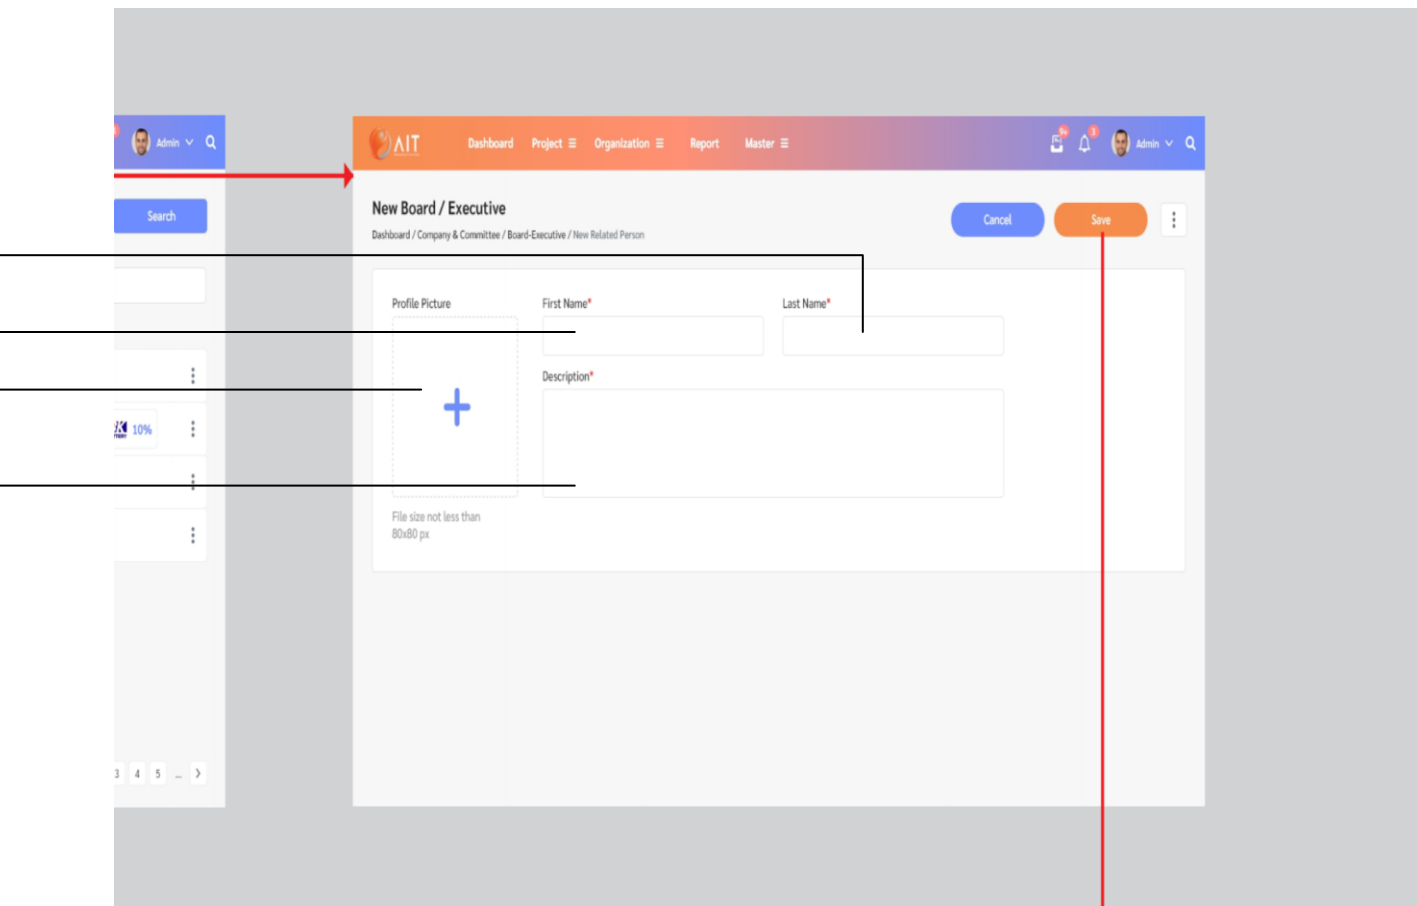 Admin
AIT
Dashboard
Project
Organization
Report
Master
9+
3
Admin
Search
New Board / Executive
Dashboard / Company & Committee / Board-Executive / New Related Person
Cancel
Save
Profile Picture
First Name*
Last Name*
Description*
10%
File size not less than
80x80 px
3 4 5 ... >